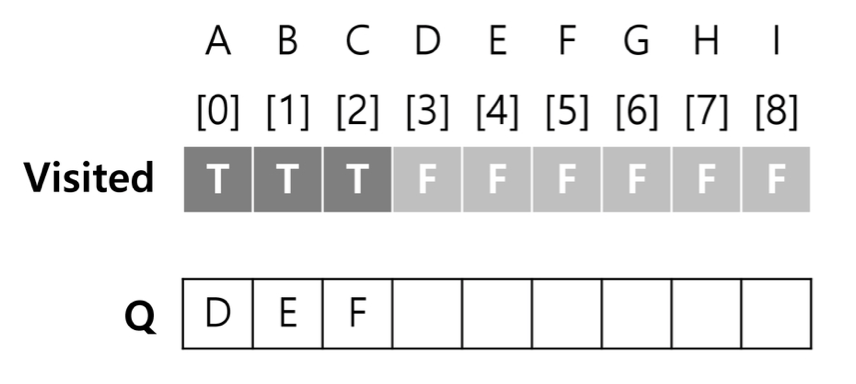 A B C D E F G H I
[0] [1] [2] [3] [4] [5] [6] [7] [8]
Visited T T T F F F F F F
Q D E F